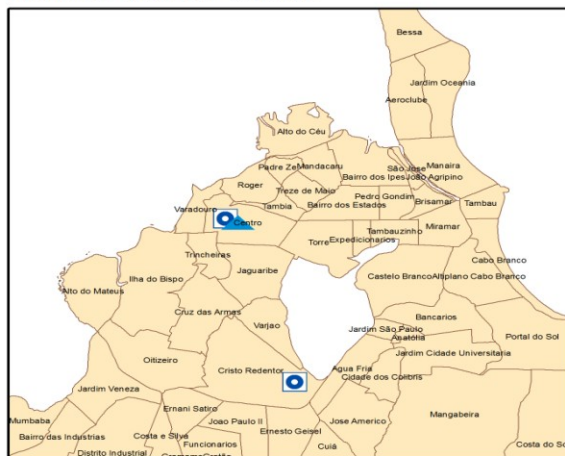 Bessa
Jardim Oceania
Aeroclube
Alto do Céu
Padre Ze
Mandacaru
São Jose
Manaira
Bairro dos Ipes
João Agripino
Roger
Treze de Maio
Pedro Gondim
Varadouro
Tambia
Bairro dos Estados
Brisamar
Tambau
Centro
Tambauzinho
Miramar
Torre
Expedicionarios
Trincheiras
Jaguaribe
Cabo Branco
Ilha do Bispo
Castelo Branco
Altiplano Cabo Branco
Alto do Mateus
Cruz das Armas
Bancarios
Varjao
Jardim São Paulo
Anatólia
Portal do Sol
Oitizeiro
Jardim Cidade Universitaria
Cristo Redentor
Agua Fria
Cidade dos Colibris
Jardim Veneza
Ernani Satiro
Mumbaba
Joao Paulo II
Jose Americo
Mangabeira
Bairro das Industrias
Costa e Silva
Ernesto Geisel
Funcionarios
Cuiá
Costa do So
Distrito Industrial